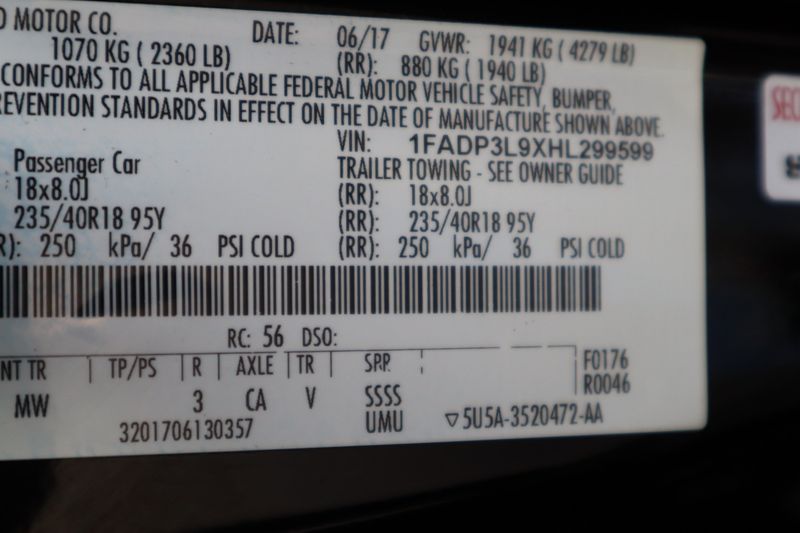 MOTOR CO. DATE: 06/17 GVWR: 1941 KG ( 4279 LB)
1070 KG ( 2360 LB) (RR): 880 KG ( 1940 LB)
CONFORMS TO ALL APPLICABLE FEDERAL MOTOR VEHICLE SAFETY, BUMPER,
REVENTION STANDARDS IN EFFECT ON THE DATE OF MANUFACTURE SHOWN ABOVE.
VIN: 1FADP3L9XHL299599
Passenger Car TRAILER TOWING - SEE OWNER GUIDE
18x8.0J (RR): 18x8.0J
235/40R18 95Y (RR): 235/40R18 95Y
R): 250 kPa/ 36 PSI COLD (RR): 250 kPa/ 36 PSI COLD
RC: 56 DSO:
NT TR TP/PS R AXLE TR SPR F0176
R0046
MW 3 CA V SSSS
3201706130357 UMU ▽5U5A-3520472-AA
SEC